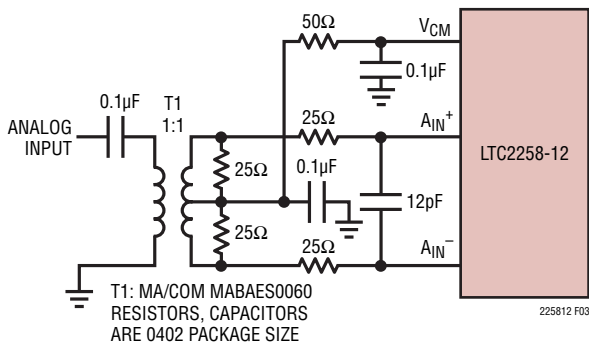 50Ω
VCM
0.1µF
LTC2258-12
0.1µF
T1
1:1
25Ω
AIN+
ANALOG
INPUT
25Ω
0.1µF
12pF
25Ω
25Ω
AIN–
T1: MA/COM MABAES0060
RESISTORS, CAPACITORS
ARE 0402 PACKAGE SIZE
225812 F03